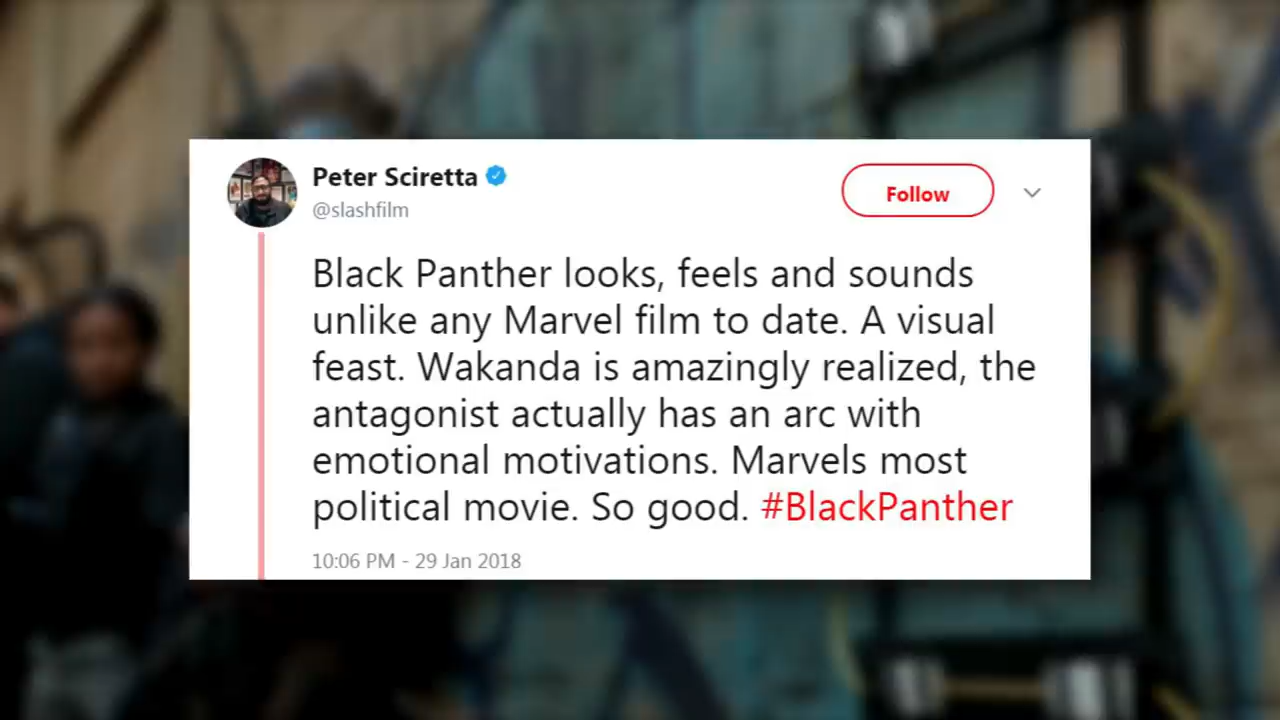 Peter Sciretta
@slashfilm
Follow
Black Panther looks, feels and sounds
unlike any Marvel film to date. A visual
feast. Wakanda is amazingly realized, the
antagonist actually has an arc with
emotional motivations. Marvels most
political movie. So good. #BlackPanther
10:06 PM - 29 Jan 2018